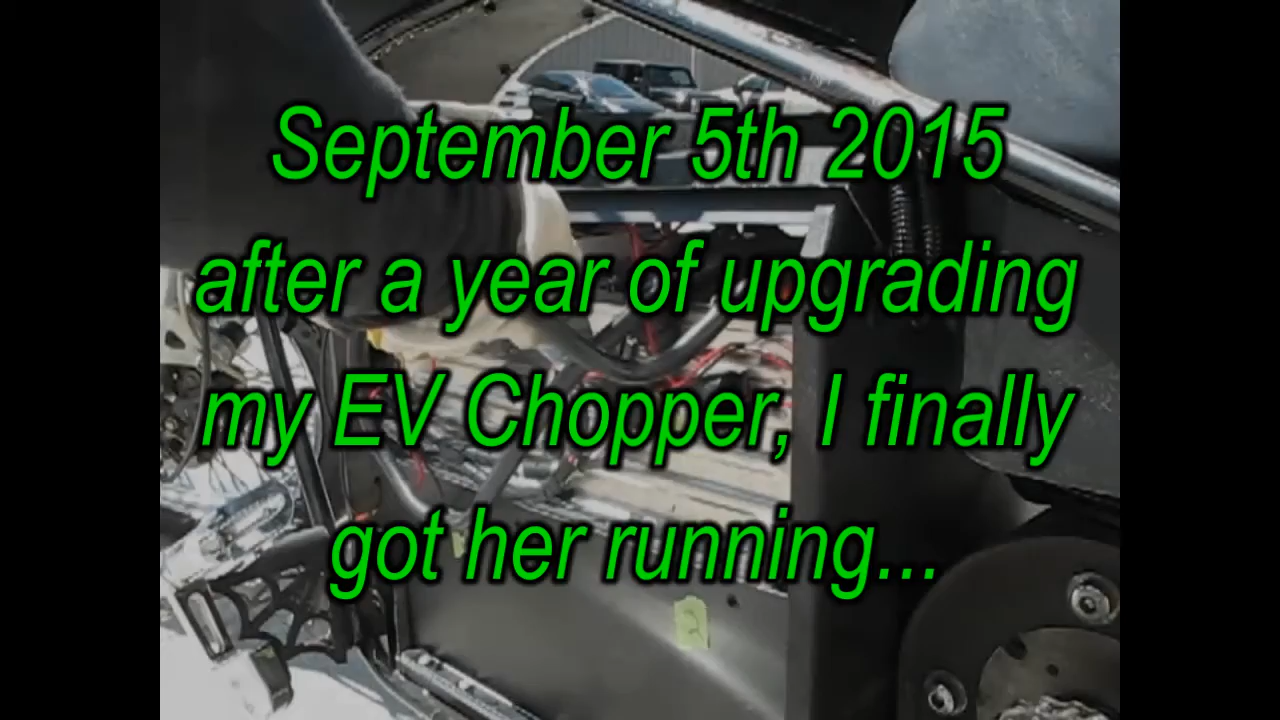 September 5th 2015
after a year of upgrading
my EV Chopper, I finally
got her running...